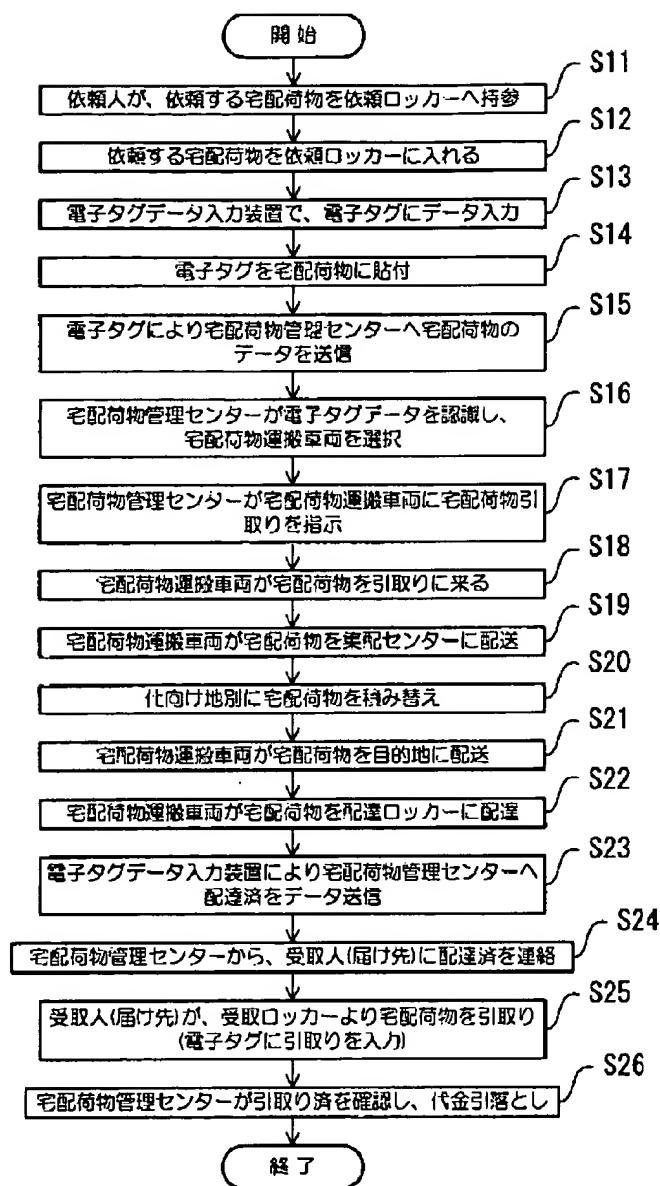 開始
S11
依頼人が、依頼する宅配荷物を依頼ロッカーへ持参
S12
依頼する宅配荷物を依頼ロッカーに入れる
S13
電子タグデータ入力装置で、電子タグにデータ入力
S14
電子タグを宅配荷物に貼付
S15
電子タグにより宅配荷物管理センターへ宅配荷物の
データを送信
S16
宅配荷物管理センターが電子タグデータを認識し、
宅配荷物運搬車両を選択
S17
宅配荷物管理センターが宅配荷物運搬車両に宅配荷物引
取りを指示
S18
宅配荷物運搬車両が宅配荷物を引取りに来る
S19
宅配荷物運搬車両が宅配荷物を集配センターに配送
S20
仕向け地別に宅配荷物を積み替え
S21
宅配荷物運搬車両が宅配荷物を目的地に配送
S22
宅配荷物運搬車両が宅配荷物を配達ロッカーに配達
S23
電子タグデータ入力装置により宅配荷物管理センターへ
配達済をデータ送信
S24
宅配荷物管理センターから、受取人(届け先)に配達済を連絡
S25
受取人(届け先)が、受取ロッカーより宅配荷物を引取り
(電子タグに引取りを入力)
S26
宅配荷物管理センターが引取り済を確認し、代金引落とし
終了